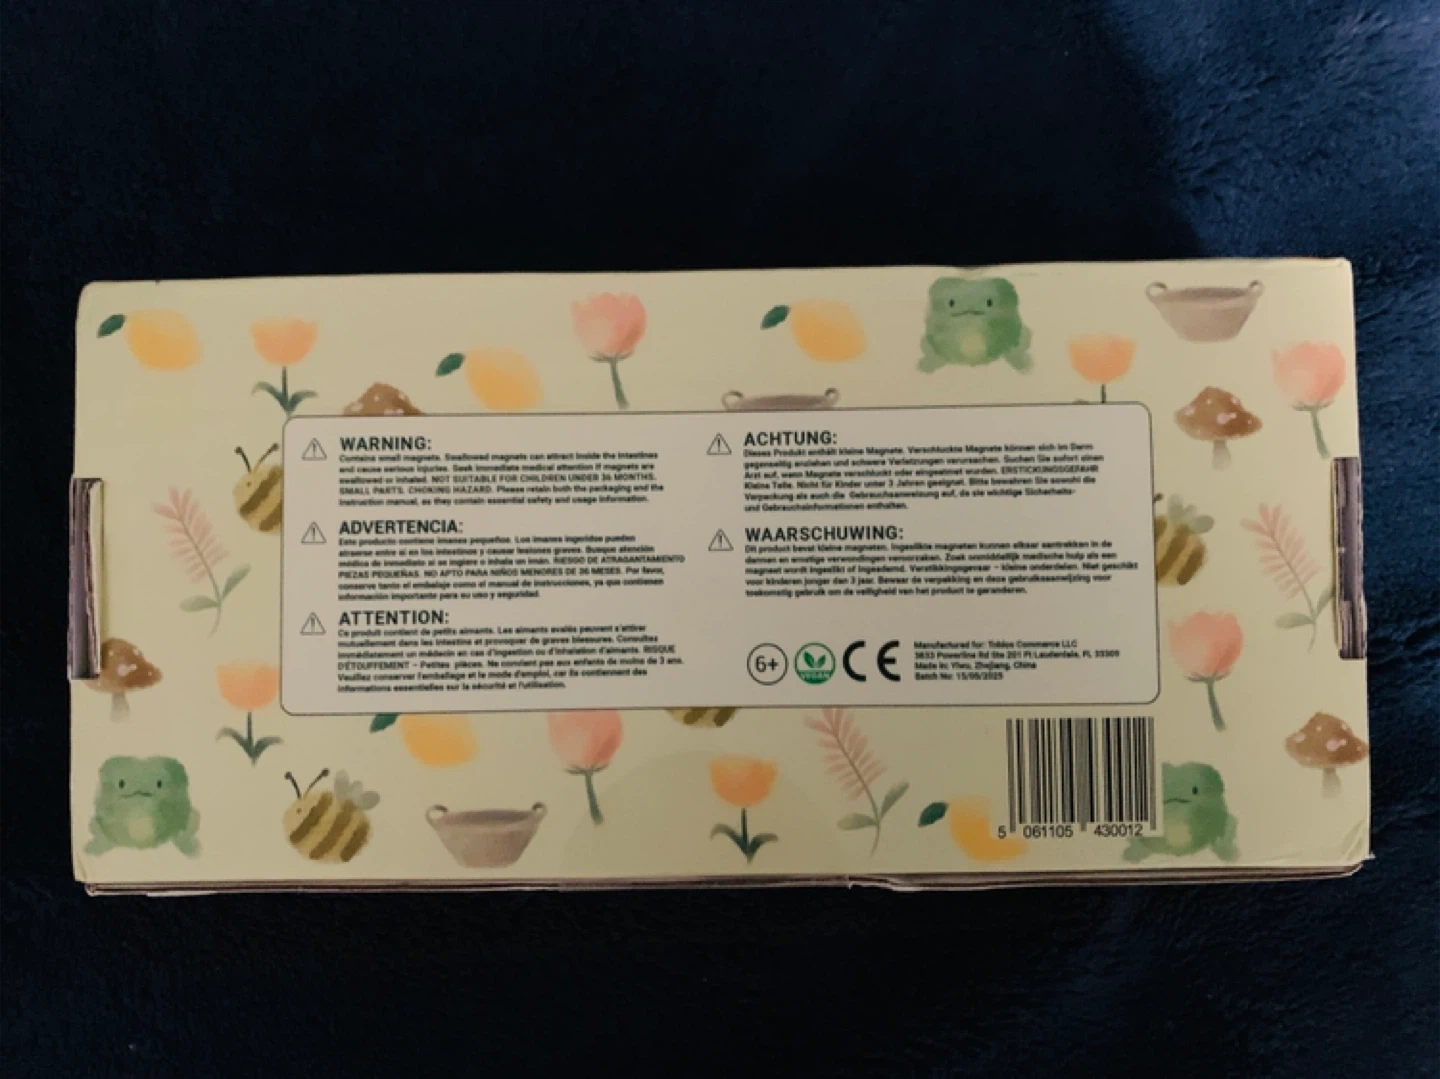 WARNING:
Contains small magnets. Swallowed magnets can attract inside the intestines
and cause serious injuries. Seek immediate medical attention if magnets are
swallowed or inhaled. NOT SUITABLE FOR CHILDREN UNDER 36 MONTHS.
SMALL PARTS. CHOKING HAZARD. Please retain both the packaging and the
instruction manual, as they contain essential safety and usage information.
ADVERTENCIA:
Este producto contiene imanes pequeños. Los imanes ingeridos pueden
atraerse entre sí en los intestinos y causar lesiones graves. Busque atención
médica de inmediato si se ingiere o inhala un imán. RIESGO DE ATRAGANTAMIENTO
PIEZAS PEQUEÑAS. NO APTO PARA NIÑOS MENORES DE 36 MESES. Por favor,
conserve tanto el embalaje como el manual de instrucciones, ya que contienen
información importante para su uso y seguridad.
ATTENTION:
Ce produit contient de petits aimants. Les aimants avalés peuvent s'attirer
mutuellement dans les intestins et provoquer de graves blessures. Consultez
immédiatement un médecin en cas d'ingestion ou d'inhalation d'aimants. RISQUE
D'ÉTOUFFEMENT – Petites pièces. Ne convient pas aux enfants de moins de 3 ans.
Veuillez conserver l'emballage et le mode d'emploi, car ils contiennent des
informations essentielles sur la sécurité et l'utilisation.
ACHTUNG:
Dieses Produkt enthält kleine Magnete. Verschluckte Magnete können sich im Darm
gegenseitig anziehen und schwere Verletzungen verursachen. Suchen Sie sofort einen
Arzt auf, wenn Magnete verschluckt oder eingeatmet wurden. ERSTICKUNGSGEFAHR
Kleine Teile. Nicht für Kinder unter 3 Jahren geeignet. Bitte bewahren Sie sowohl die
Verpackung als auch die Gebrauchsanweisung auf, da sie wichtige Sicherheits-
und Gebrauchsinformationen enthalten.
WAARSCHUWING:
Dit product bevat kleine magneten. Ingeslikte magneten kunnen elkaar aantrekken in de
darmen en ernstige verwondingen veroorzaken. Zoek onmiddellijk medische hulp als een
magneet wordt ingeslikt of ingeademd. Verstikkingsgevaar – kleine onderdelen. Niet geschikt
voor kinderen jonger dan 3 jaar. Bewaar de verpakking en deze gebruiksaanwijzing voor
toekomstig gebruik om de veiligheid van het product te garanderen.
6+
VEGAN
CE
Manufactured for: Tobios Commerce LLC
3833 Powerline Rd Ste 201 Ft Lauderdale, FL 33309
Made in: Yiwu, Zhejiang, China
Batch No: 15/05/2025
5 061105 430012